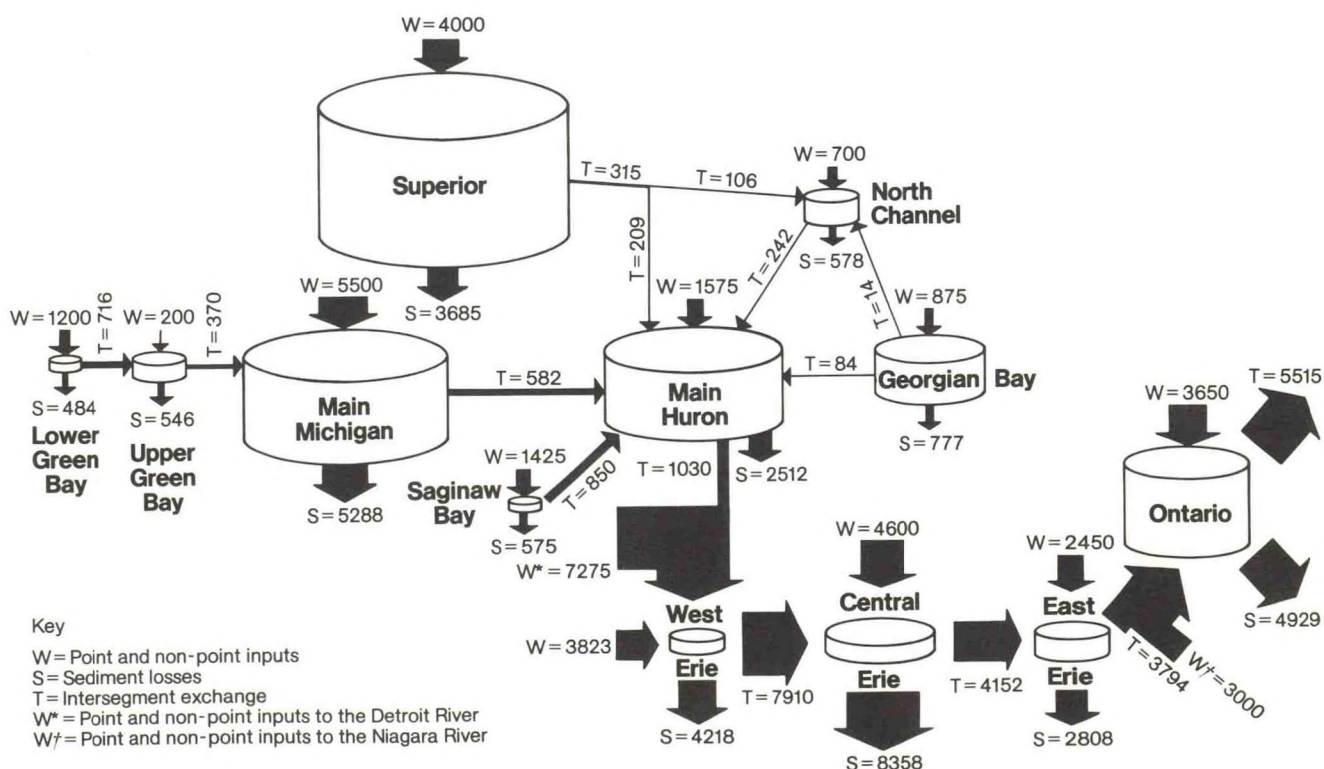 W=4000
Superior
S=3685
T=315
T=106
T=209
W=700
North
Channel
S=578
T=242
T=14
W=875
Georgian Bay
S=777
T=84
W=1575
Main
Huron
S=2512
T=1030
W=5500
Main
Michigan
S=5288
T=582
W=1200
T=716
S=484
Lower
Green
Bay
W=200
T=370
S=546
Upper
Green
Bay
W=1425
Saginaw
Bay
T=850
S=575
W*=7275
W=3823
West
Erie
S=4218
T=7910
W=4600
Central
Erie
S=8358
T=4152
W=2450
East
Erie
S=2808
T=3794
W†=3000
W=3650
Ontario
T=5515
S=4929
Key
W=Point and non-point inputs
S=Sediment losses
T=Intersegment exchange
W*=Point and non-point inputs to the Detroit River
W†=Point and non-point inputs to the Niagara River